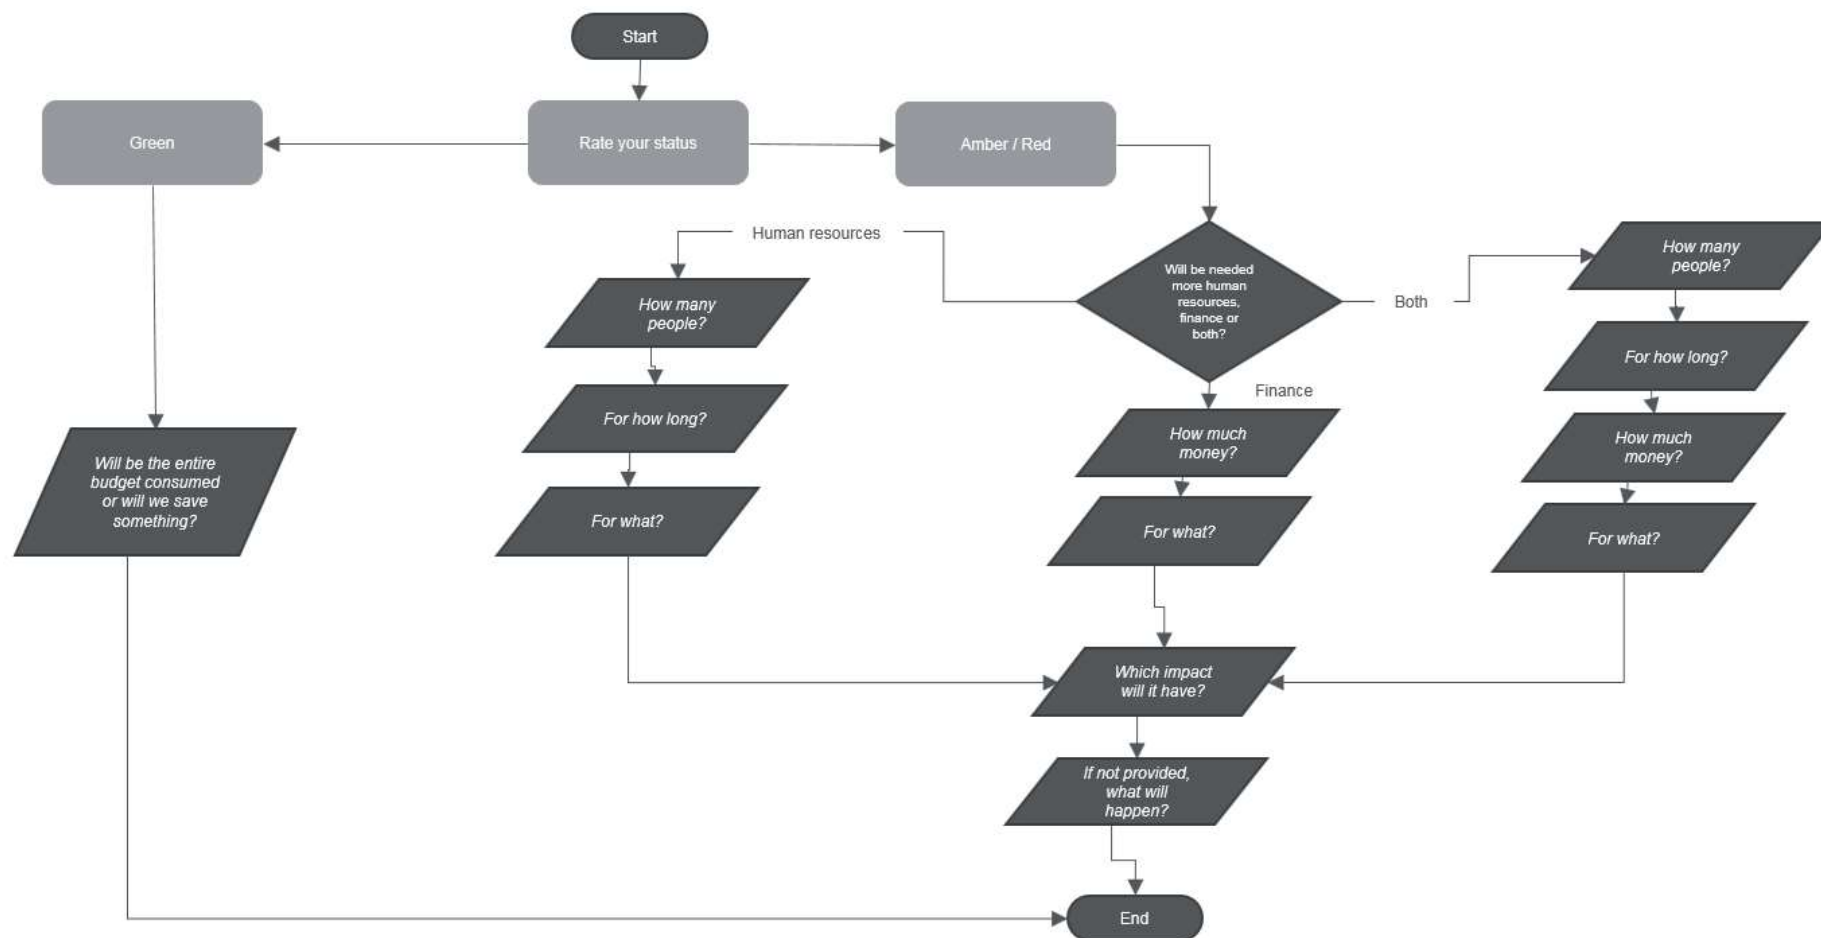 Start
Green
Rate your status
Amber / Red
Human resources
Will be needed
more human
resources,
finance or
both?
Both
Finance
How many
people?
For how long?
For what?
How much
money?
For what?
How many
people?
For how long?
How much
money?
For what?
Will be the entire
budget consumed
or will we save
something?
Which impact
will it have?
If not provided,
what will
happen?
End